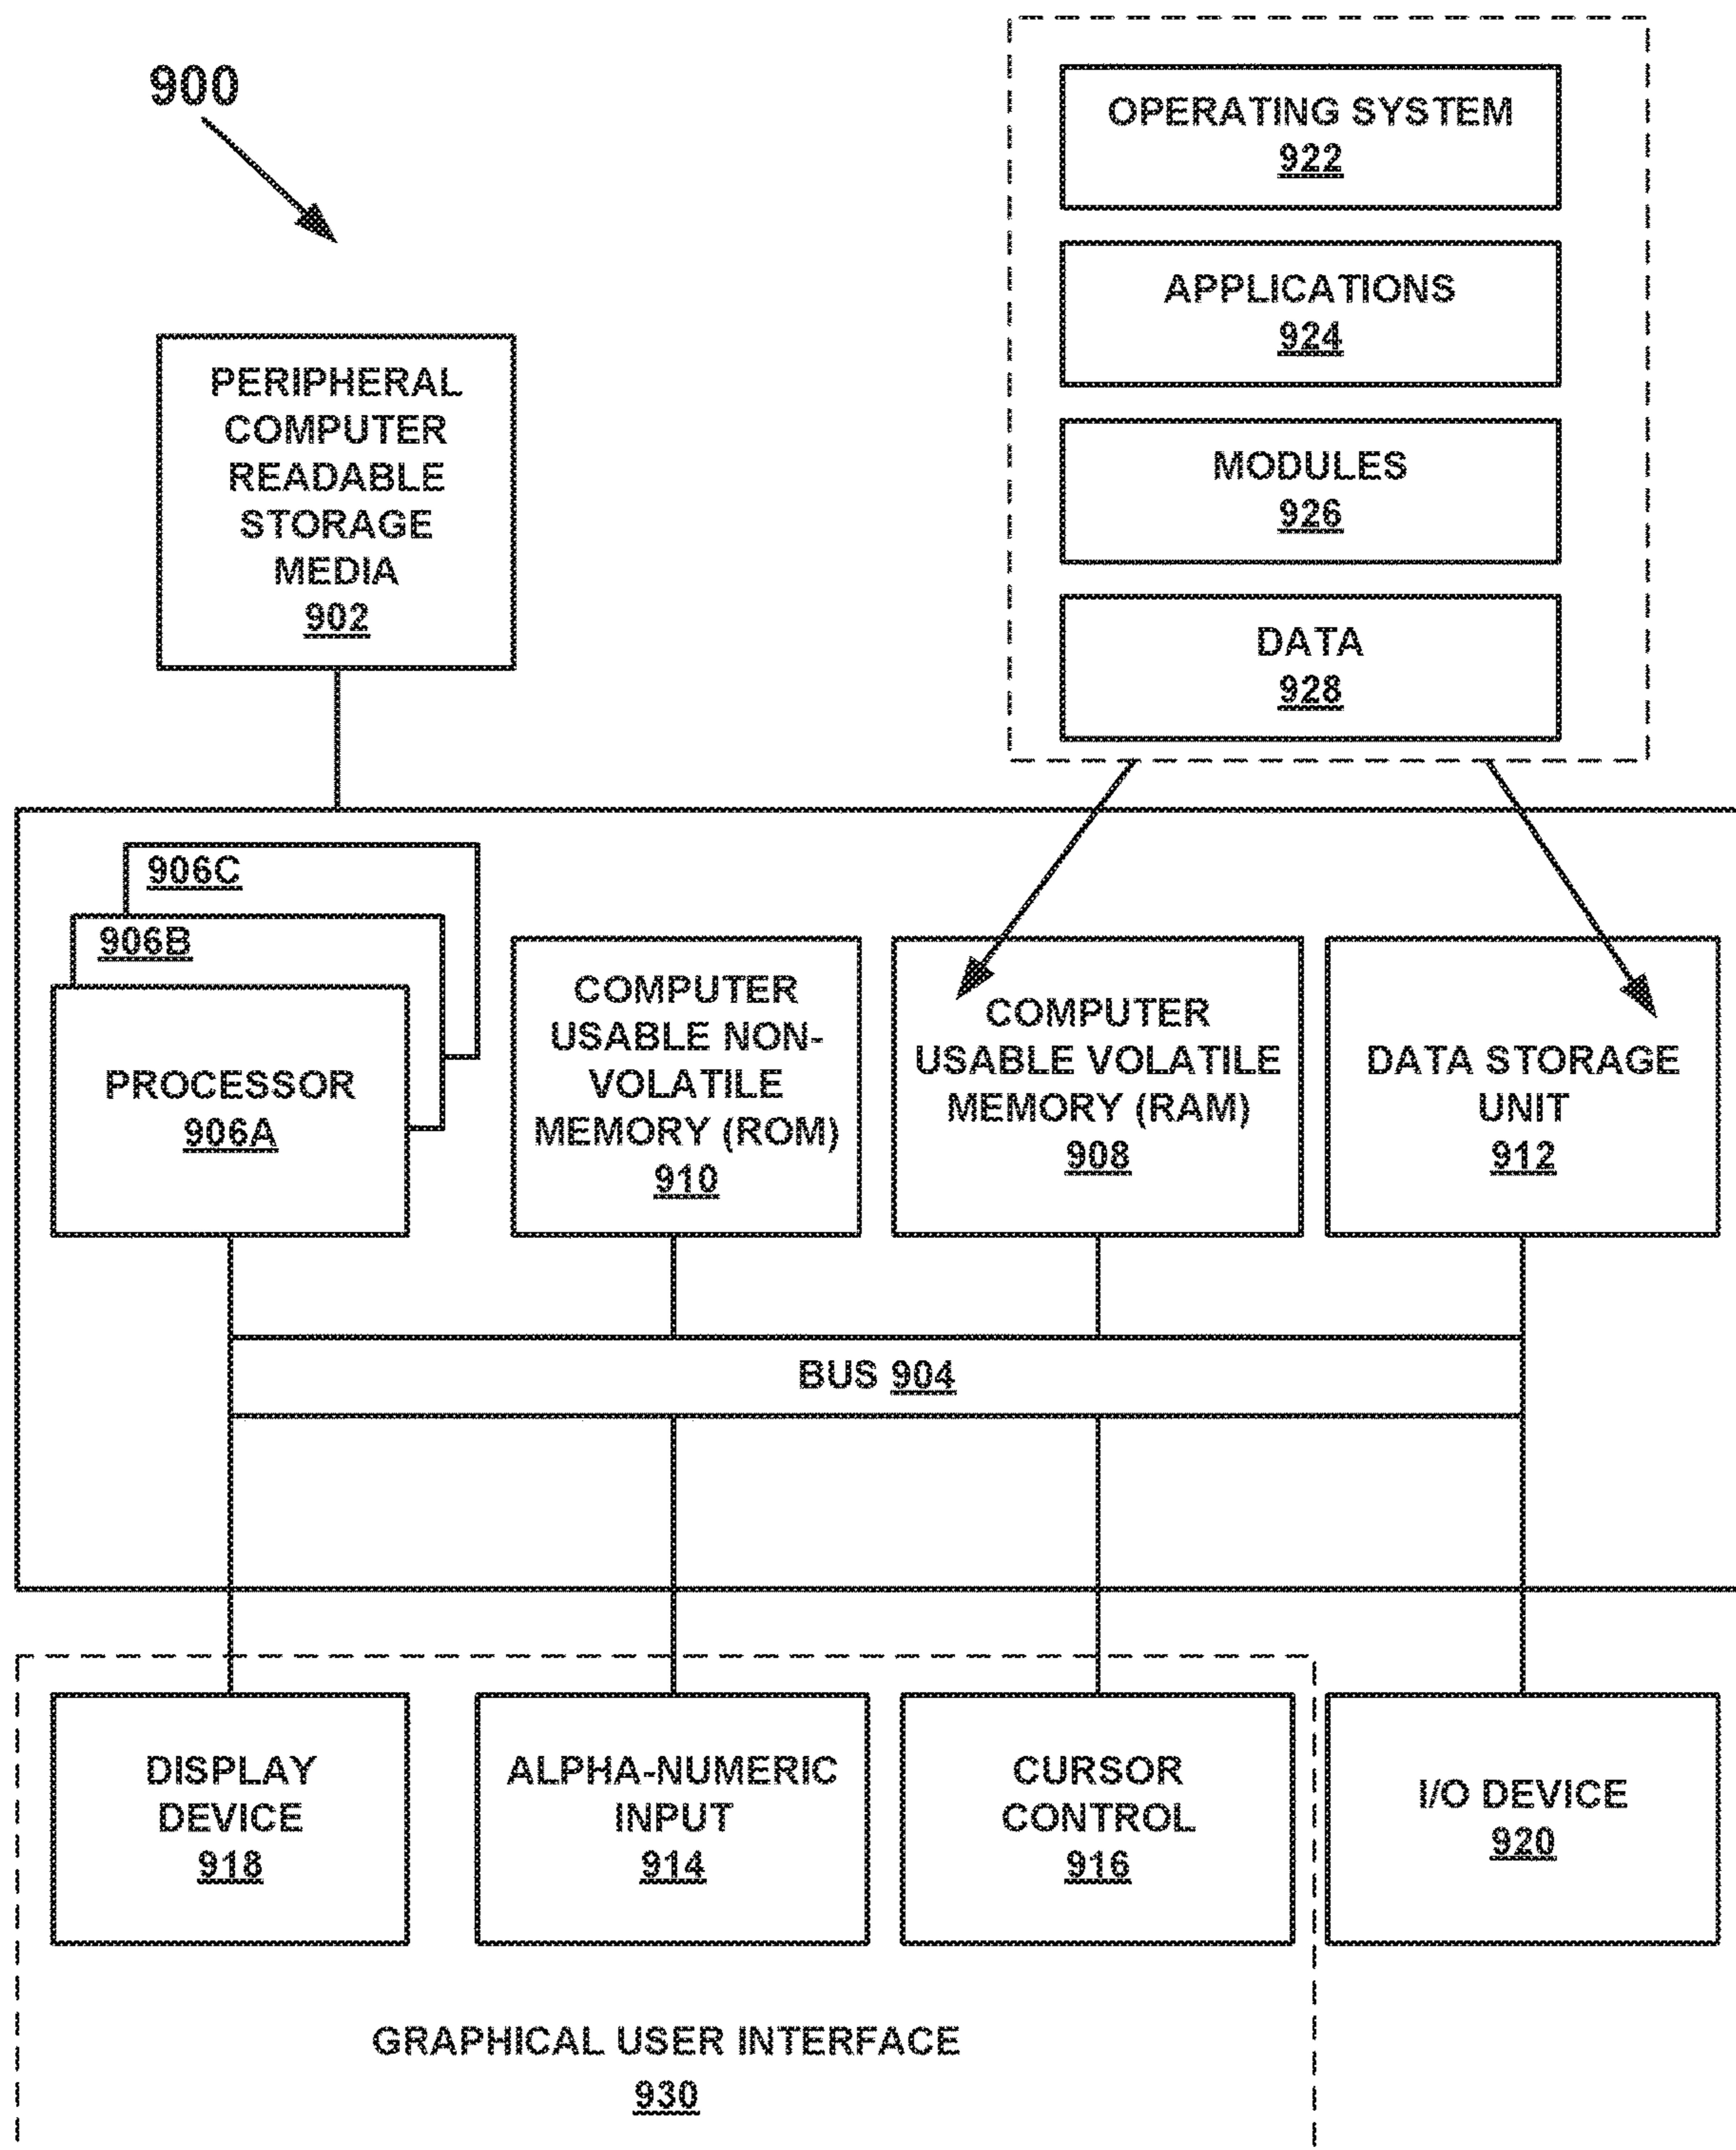 900
OPERATING SYSTEM
922
APPLICATIONS
924
MODULES
926
DATA
928
PERIPHERAL
COMPUTER
READABLE
STORAGE
MEDIA
902
906C
906B
PROCESSOR
906A
COMPUTER
USABLE NON-
VOLATILE
MEMORY (ROM)
910
COMPUTER
USABLE VOLATILE
MEMORY (RAM)
908
DATA STORAGE
UNIT
912
BUS 904
DISPLAY
DEVICE
918
ALPHA-NUMERIC
INPUT
914
CURSOR
CONTROL
916
I/O DEVICE
920
GRAPHICAL USER INTERFACE
930